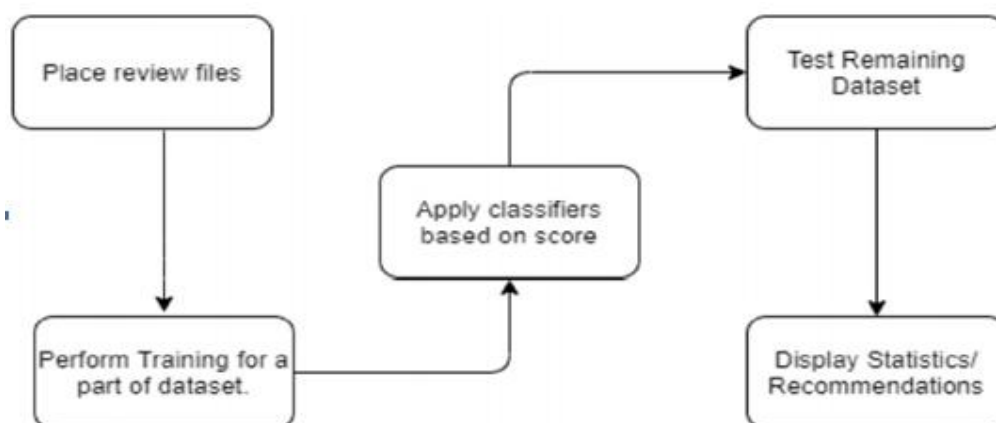 Place review files
Perform Training for a
part of dataset.
Apply classifiers
based on score
Test Remaining
Dataset
Display Statistics/
Recommendations